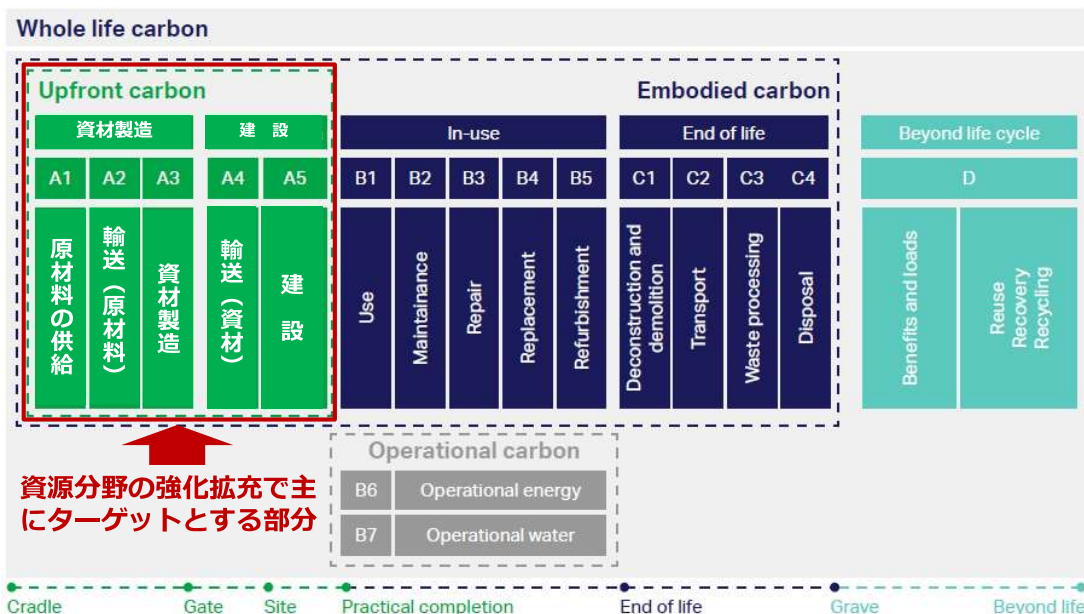 Whole life carbon
Upfront carbon
Embodied carbon
資材製造
建 設
In-use
End of life
Beyond life cycle
A1
A2
A3
A4
A5
B1
B2
B3
B4
B5
C1
C2
C3
C4
D
原材料の供給
輸送（原材料）
資材製造
輸送（資材）
建 設
Use
Maintainance
Repair
Replacement
Refurbishment
Deconstruction and
demolition
Transport
Waste processing
Disposal
Benefits and loads
Reuse
Recovery
Recycling
資源分野の強化拡充で主
にターゲットとする部分
Operational carbon
B6
Operational energy
B7
Operational water
Cradle
Gate
Site
Practical completion
End of life
Grave
Beyond life